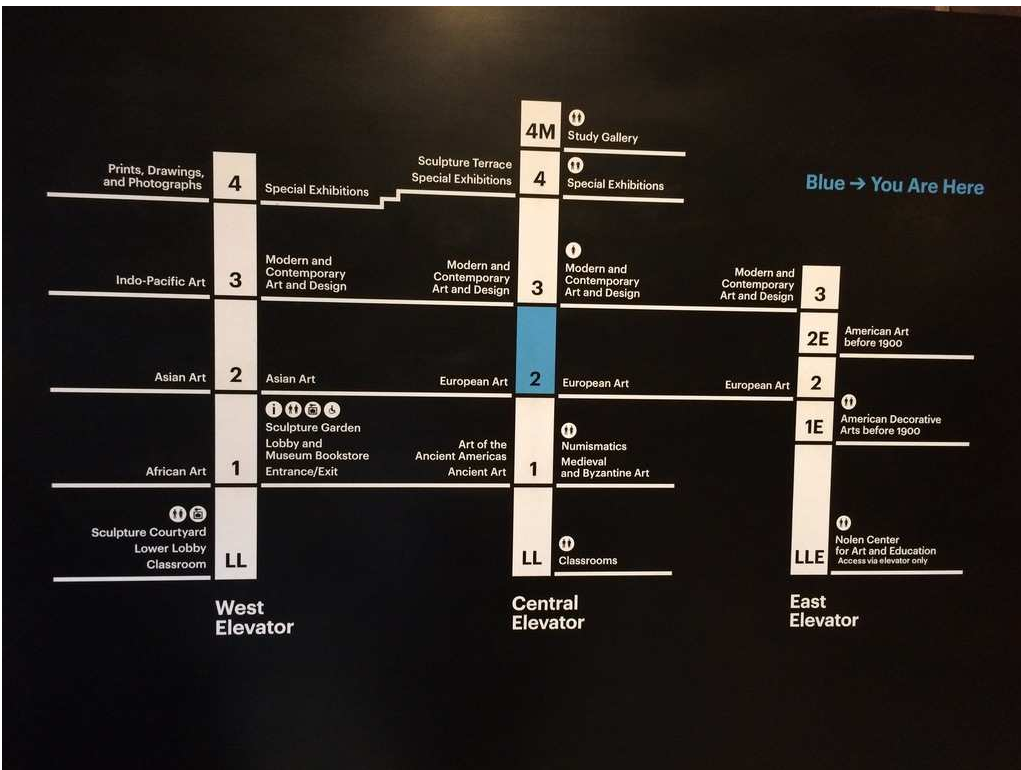 4M
Study Gallery
Prints, Drawings,
and Photographs
4
Special Exhibitions
Sculpture Terrace
Special Exhibitions
4
Special Exhibitions
Blue → You Are Here
Indo-Pacific Art
3
Modern and
Contemporary
Art and Design
Modern and
Contemporary
Art and Design
3
Modern and
Contemporary
Art and Design
Modern and
Contemporary
Art and Design
3
2E
American Art
before 1900
Asian Art
2
Asian Art
European Art
2
European Art
European Art
2
1E
American Decorative
Arts before 1900
African Art
1
Sculpture Garden
Lobby and
Museum Bookstore
Entrance/Exit
Art of the
Ancient Americas
Ancient Art
1
Numismatics
Medieval
and Byzantine Art
Sculpture Courtyard
Lower Lobby
Classroom
LL
LL
Classrooms
LLE
Nolen Center
for Art and Education
Access via elevator only
West
Elevator
Central
Elevator
East
Elevator